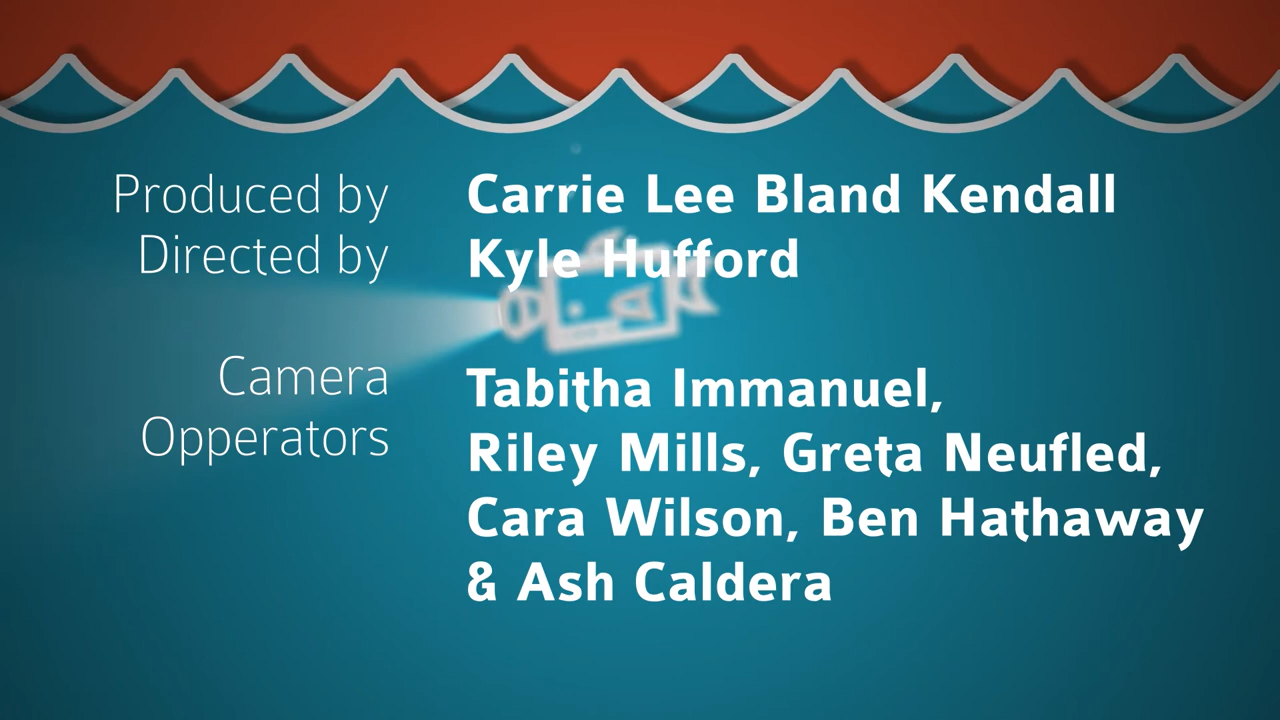 Produced by Carrie Lee Bland Kendall
Directed by Kyle Hufford
Camera
Opperators
Tabitha Immanuel,
Riley Mills, Greta Neufled,
Cara Wilson, Ben Hathaway
& Ash Caldera